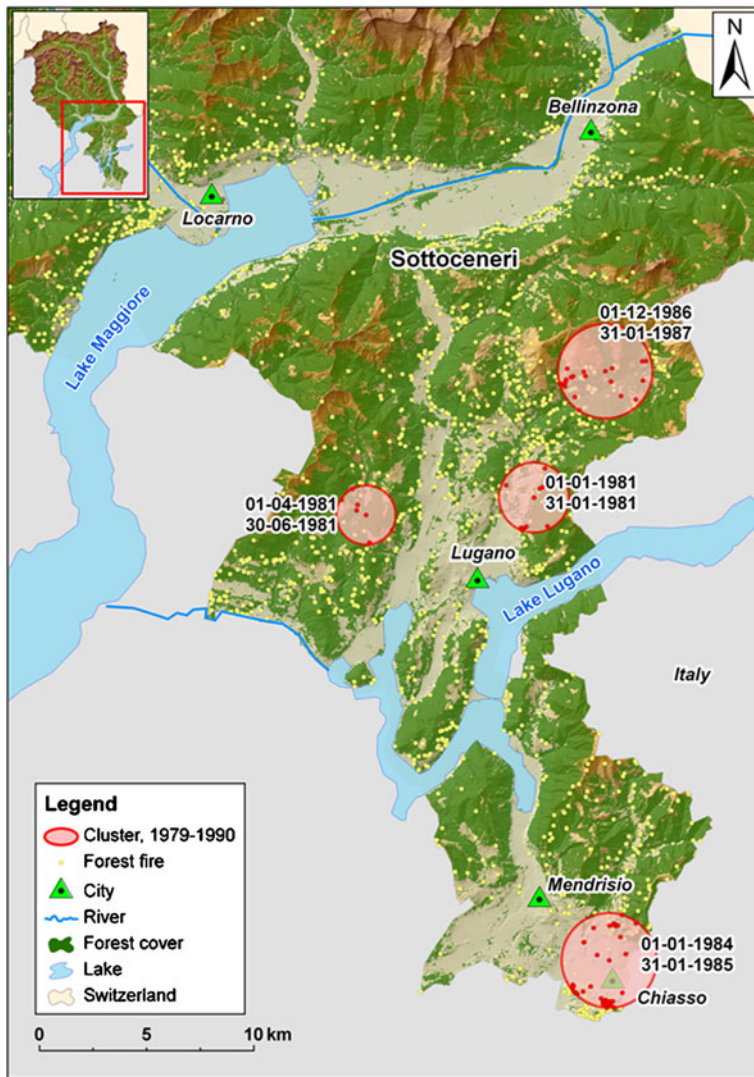 N
Bellinzona
Locarno
Sottoceneri
Lake Maggiore
01-12-1986
31-01-1987
01-01-1981
31-01-1981
01-04-1981
30-06-1981
Lugano
Lake Lugano
Italy
Mendrisio
01-01-1984
31-01-1985
Chiasso
Legend
Cluster, 1979-1990
Forest fire
City
River
Forest cover
Lake
Switzerland
0 5 10 km